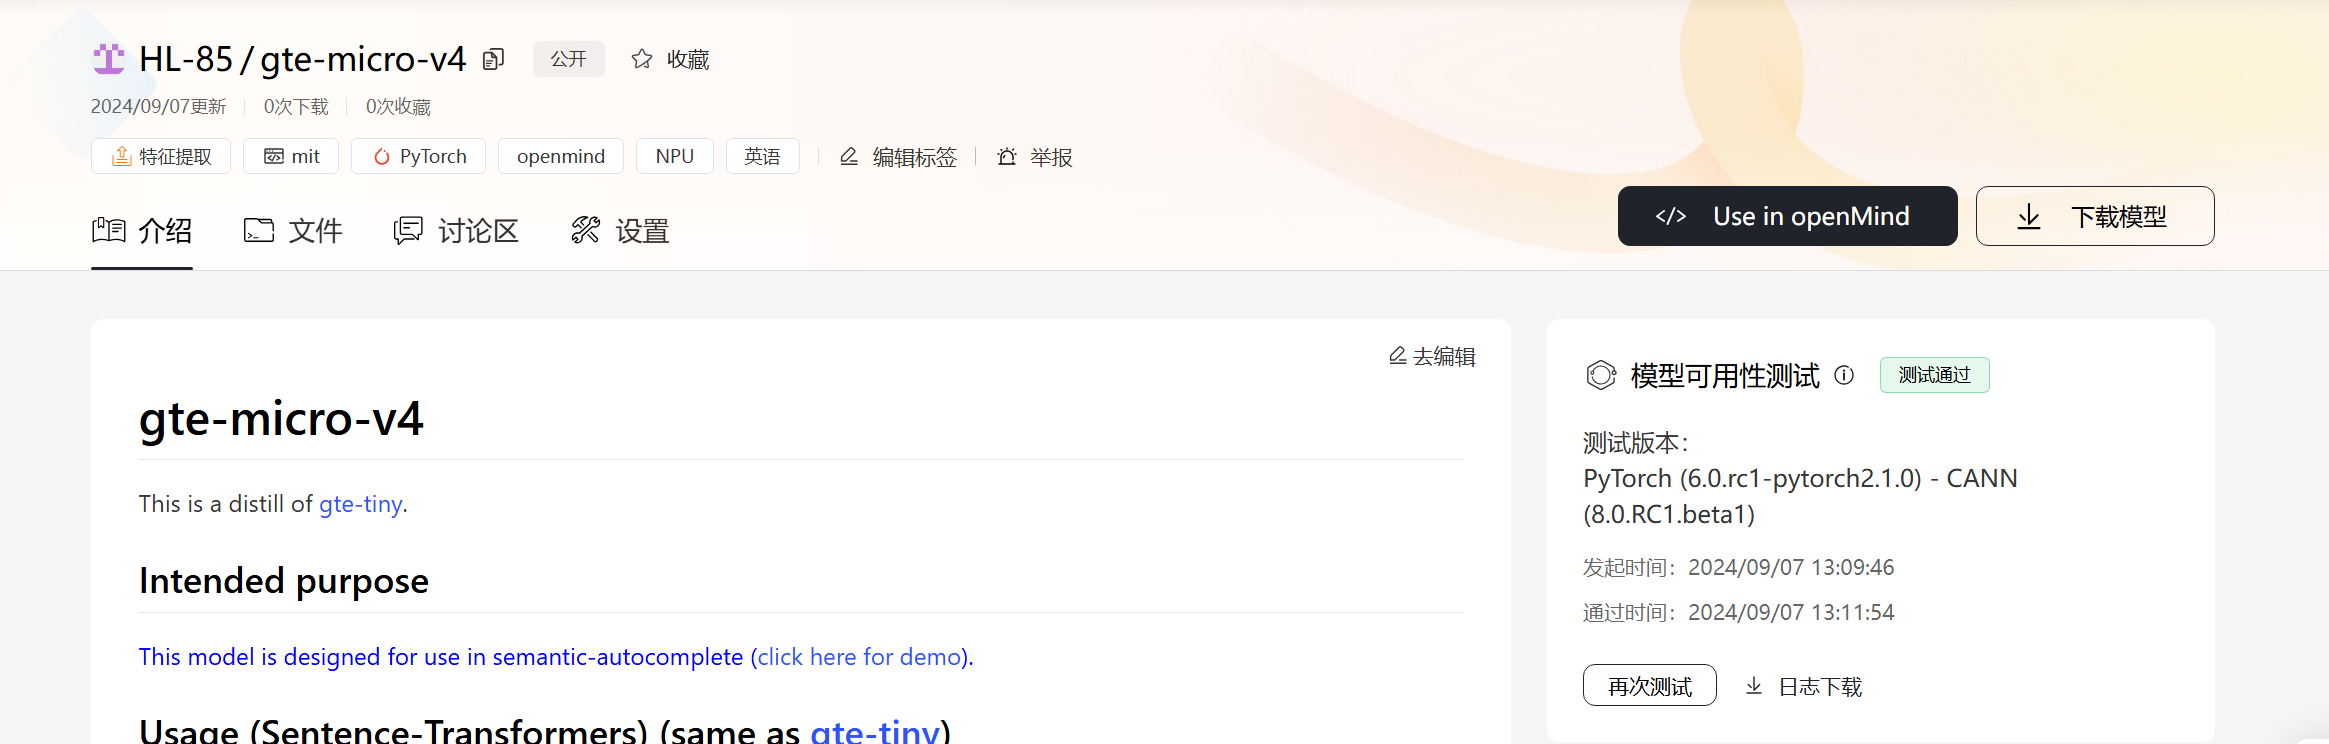 HL-85 / gte-micro-v4 公开 收藏
2024/09/07更新 0次下载 0次收藏
特征提取 mit PyTorch openmind NPU 英语 编辑标签 举报
介绍 文件 讨论区 设置
Use in openMind 下载模型
去编辑
gte-micro-v4
This is a distill of gte-tiny.
Intended purpose
This model is designed for use in semantic-autocomplete (click here for demo).
Usage (Sentence-Transformers) (same as gte-tiny)
模型可用性测试 测试通过
测试版本：
PyTorch (6.0.rc1-pytorch2.1.0) - CANN
(8.0.RC1.beta1)
发起时间：2024/09/07 13:09:46
通过时间：2024/09/07 13:11:54
再次测试 日志下载